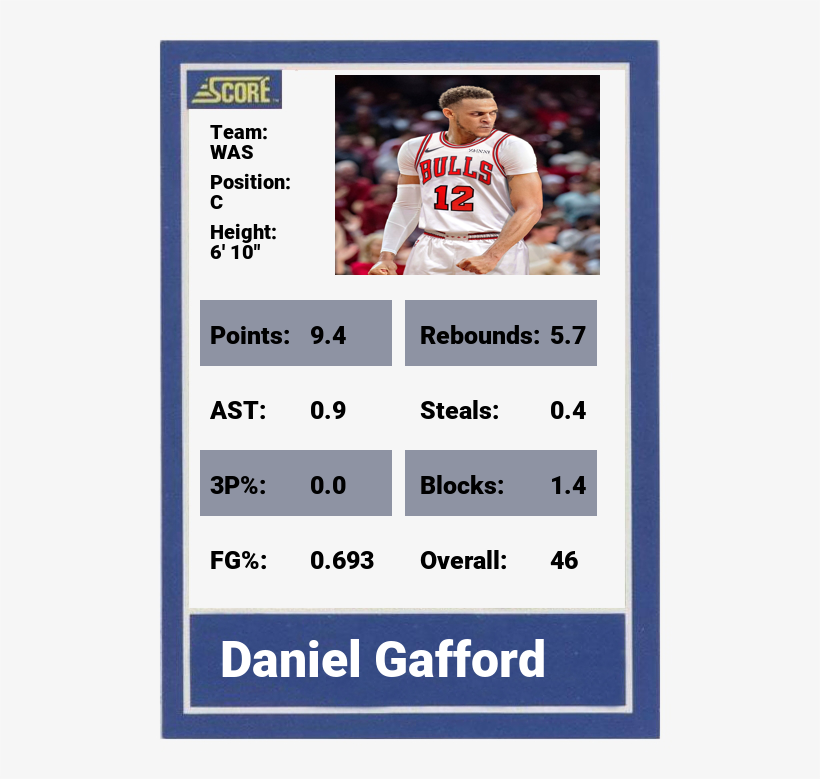 SCORE
Team:
WAS
Position:
C
Height:
6' 10"
BULLS
12
Points: 9.4 Rebounds: 5.7
AST: 0.9 Steals: 0.4
3P%: 0.0 Blocks: 1.4
FG%: 0.693 Overall: 46
Daniel Gafford